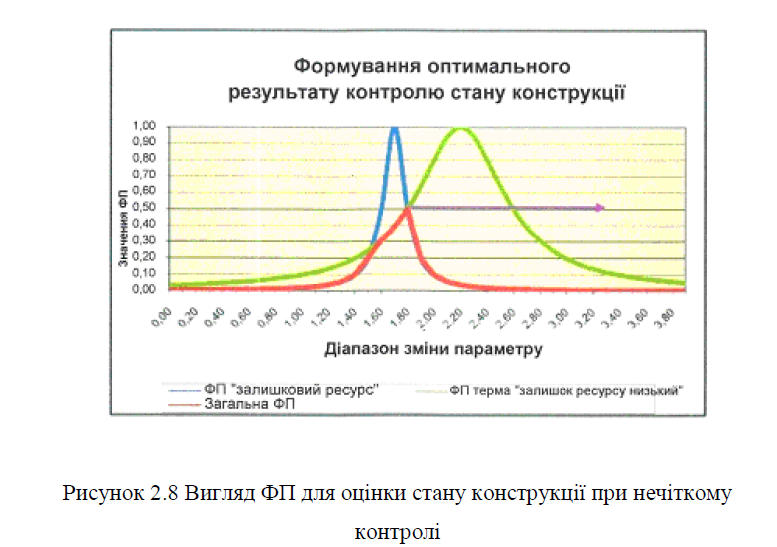 Формування оптимального
результату контролю стану конструкції
Значення ФП
1,00
0,90
0,80
0,70
0,60
0,50
0,40
0,30
0,20
0,10
0,00
0,00 0,20 0,40 0,60 0,80 1,00 1,20 1,40 1,60 1,80 2,00 2,20 2,40 2,60 2,80 3,00 3,20 3,40 3,60 3,80
Діапазон зміни параметру
ФП "залишковий ресурс" ФП терма "залишок ресурсу низький"
Загальна ФП
Рисунок 2.8 Вигляд ФП для оцінки стану конструкції при нечіткому
контролі